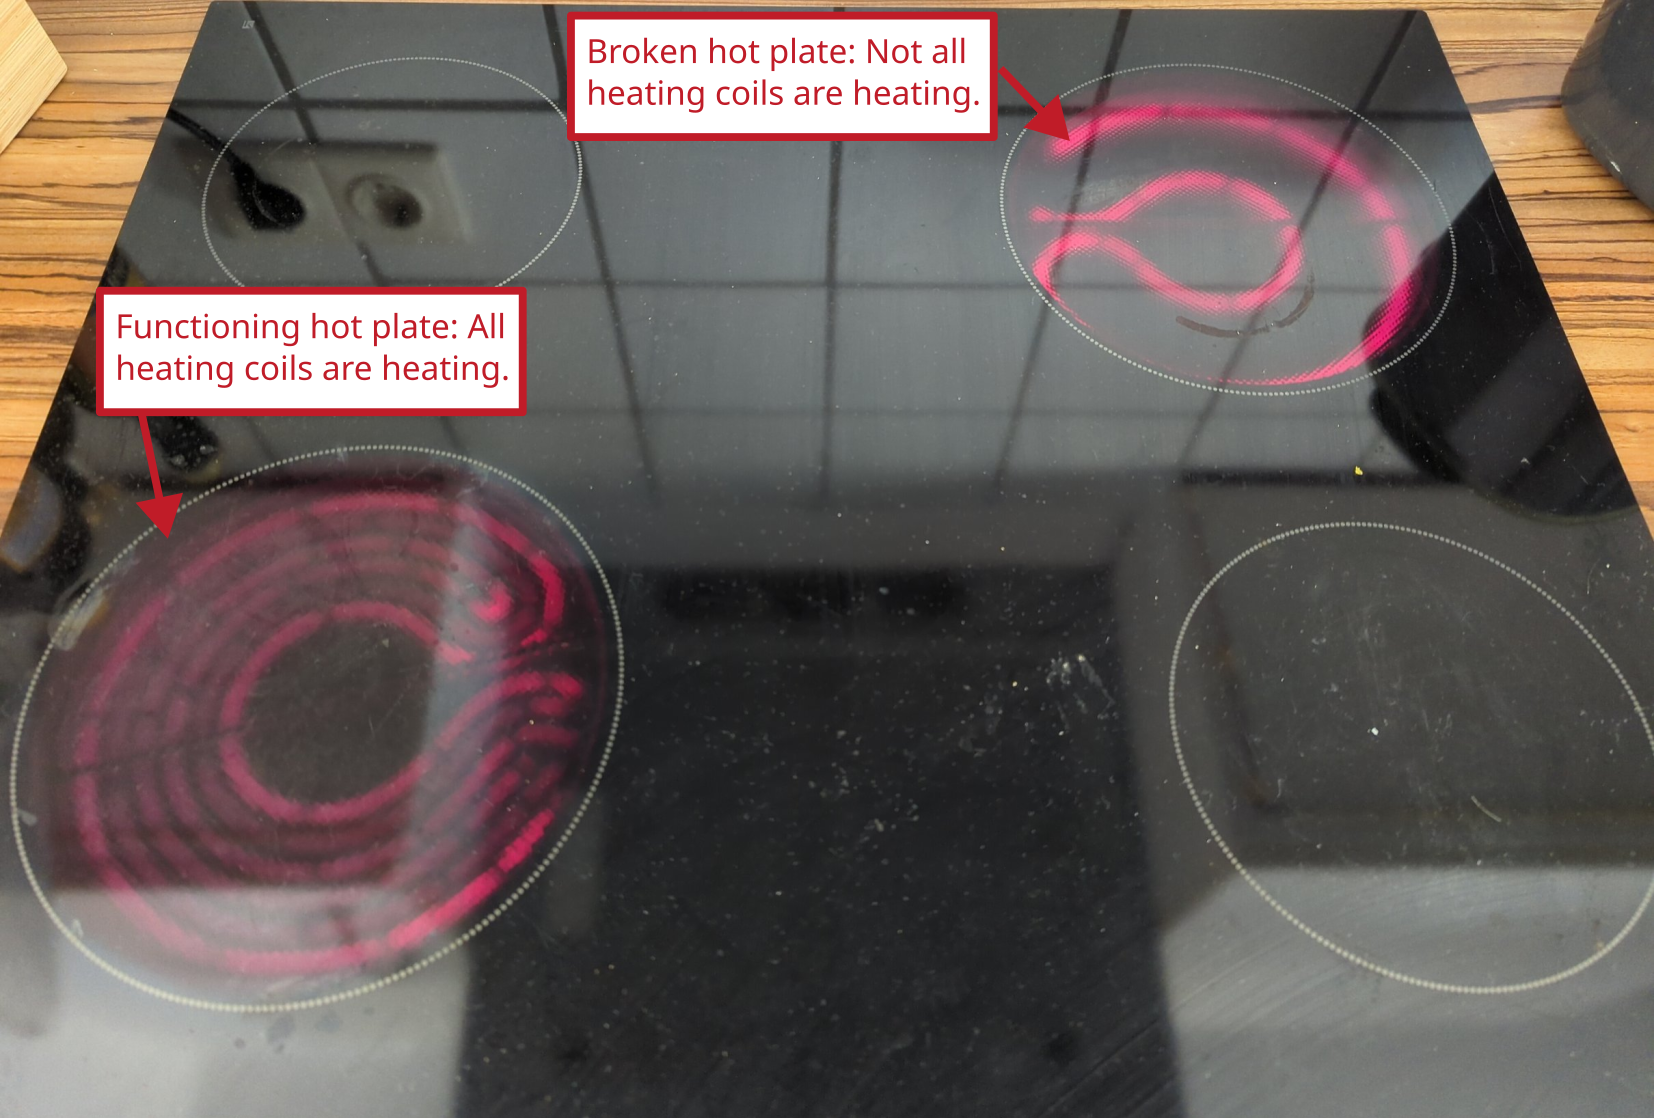 Broken hot plate: Not all
heating coils are heating.
Functioning hot plate: All
heating coils are heating.